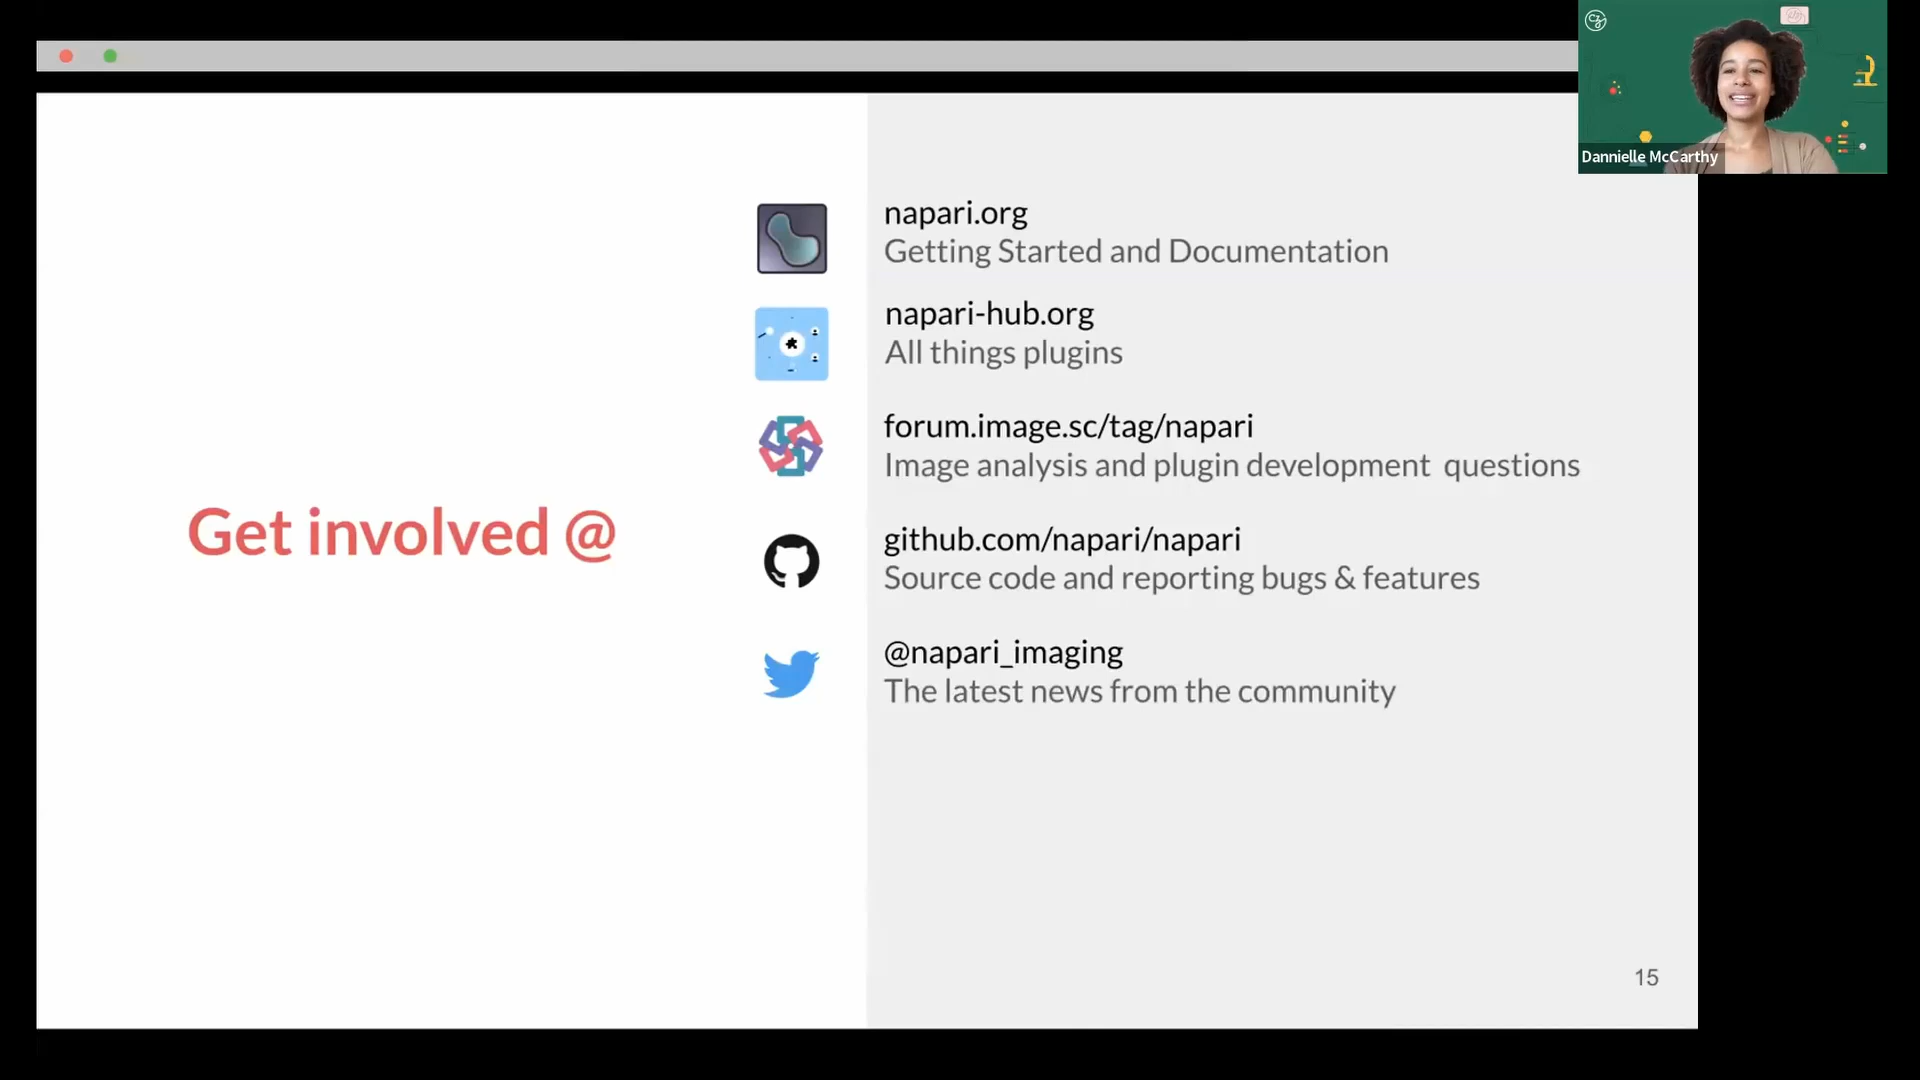 Dannielle McCarthy
Get involved @
napari.org
Getting Started and Documentation
napari-hub.org
All things plugins
forum.image.sc/tag/napari
Image analysis and plugin development  questions
github.com/napari/napari
Source code and reporting bugs & features
@napari_imaging
The latest news from the community
15